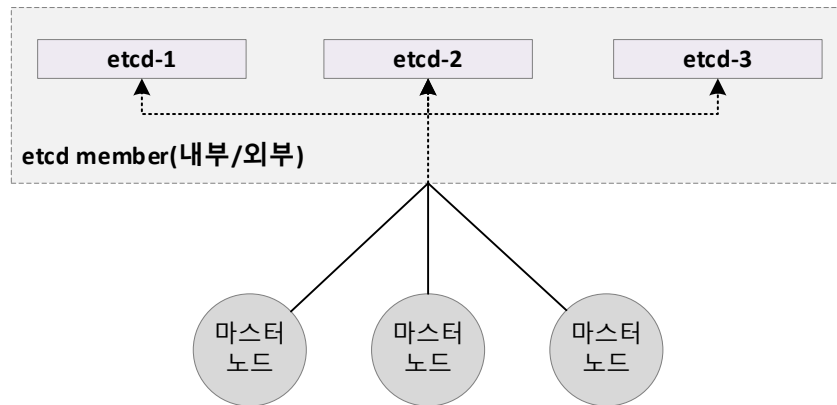 etcd-1
etcd-2
etcd-3
etcd member(내부/외부)
마스터
노드
마스터
노드
마스터
노드